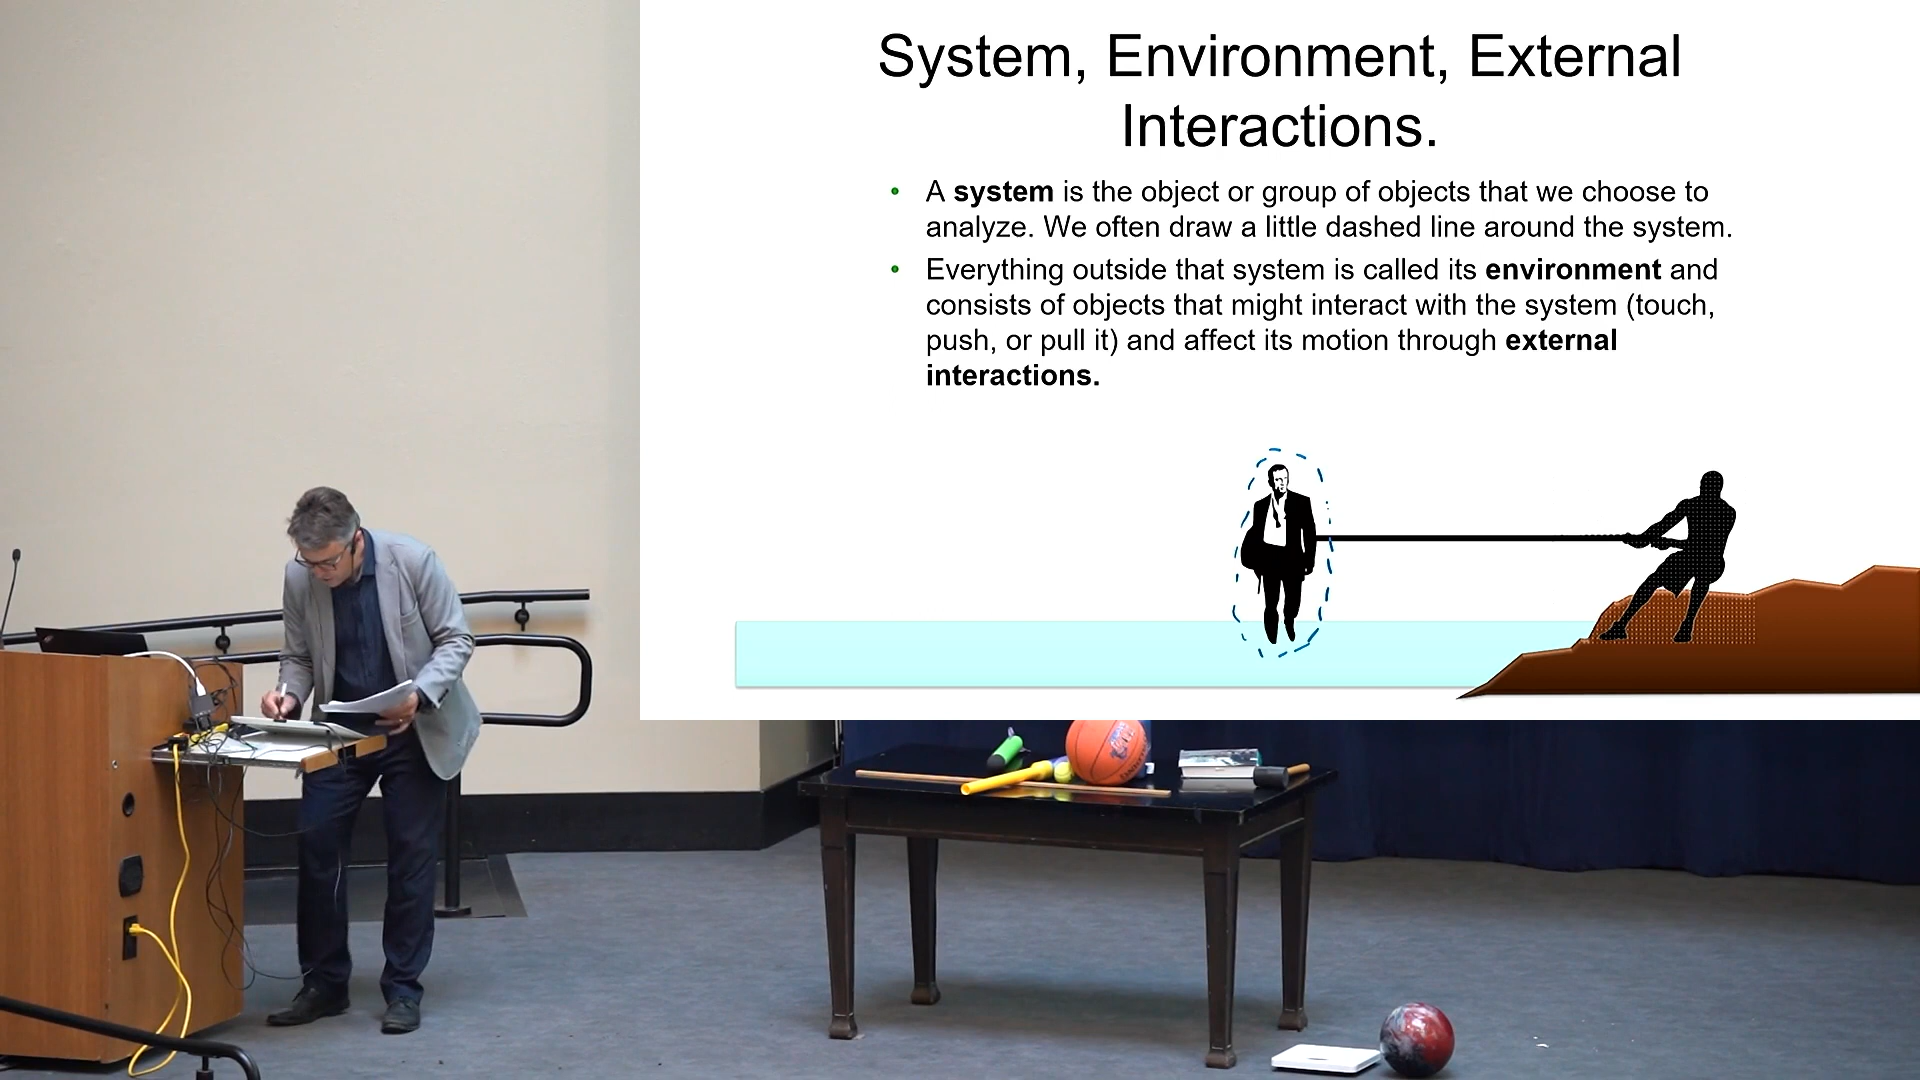 System, Environment, External
Interactions.
• A system is the object or group of objects that we choose to
analyze. We often draw a little dashed line around the system.
• Everything outside that system is called its environment and
consists of objects that might interact with the system (touch,
push, or pull it) and affect its motion through external
interactions.